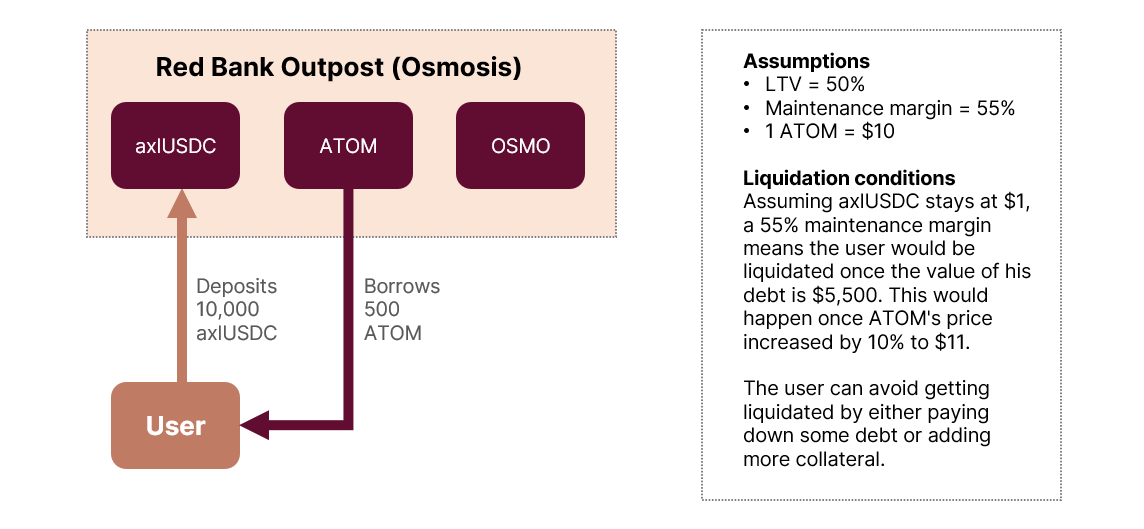 Red Bank Outpost (Osmosis)
axlUSDC
ATOM
OSMO
Deposits
10,000
axlUSDC
Borrows
500
ATOM
User
Assumptions
• LTV = 50%
• Maintenance margin = 55%
• 1 ATOM = $10
Liquidation conditions
Assuming axlUSDC stays at $1,
a 55% maintenance margin
means the user would be
liquidated once the value of his
debt is $5,500. This would
happen once ATOM's price
increased by 10% to $11.
The user can avoid getting
liquidated by either paying
down some debt or adding
more collateral.